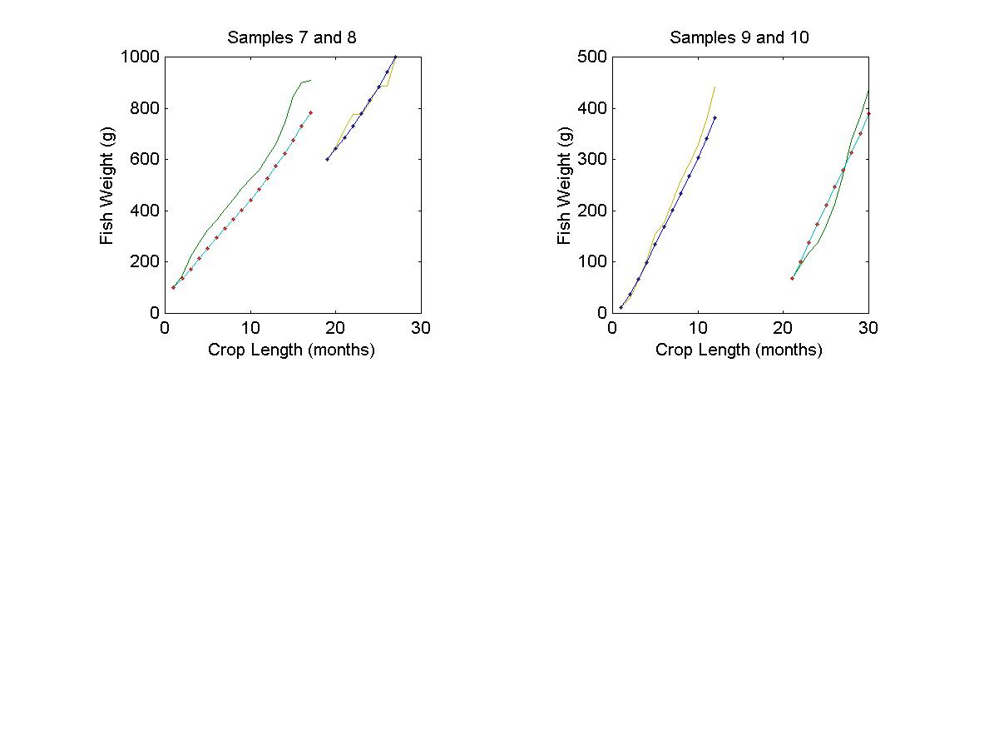 Samples 7 and 8
1000
800
600
400
200
0
Fish Weight (g)
0 10 20 30
Crop Length (months)
Samples 9 and 10
500
400
300
200
100
0
Fish Weight (g)
0 10 20 30
Crop Length (months)